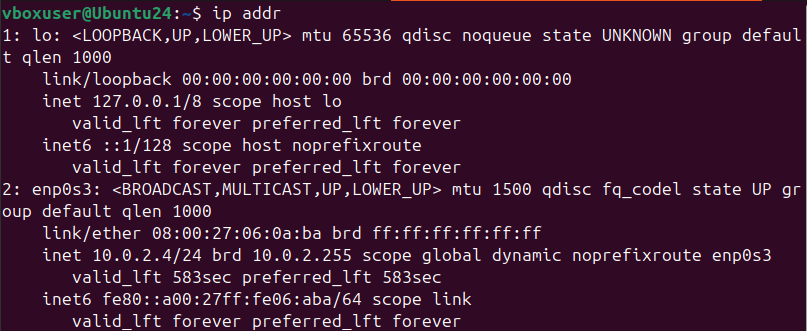 vboxuser@Ubuntu24:~$ ip addr
1: lo: <LOOPBACK,UP,LOWER_UP> mtu 65536 qdisc noqueue state UNKNOWN group defaul
t qlen 1000
    link/loopback 00:00:00:00:00:00 brd 00:00:00:00:00:00
    inet 127.0.0.1/8 scope host lo
       valid_lft forever preferred_lft forever
    inet6 ::1/128 scope host noprefixroute
       valid_lft forever preferred_lft forever
2: enp0s3: <BROADCAST,MULTICAST,UP,LOWER_UP> mtu 1500 qdisc fq_codel state UP gr
oup default qlen 1000
    link/ether 08:00:27:06:0a:ba brd ff:ff:ff:ff:ff:ff
    inet 10.0.2.4/24 brd 10.0.2.255 scope global dynamic noprefixroute enp0s3
       valid_lft 583sec preferred_lft 583sec
    inet6 fe80::a00:27ff:fe06:aba/64 scope link
       valid_lft forever preferred_lft forever